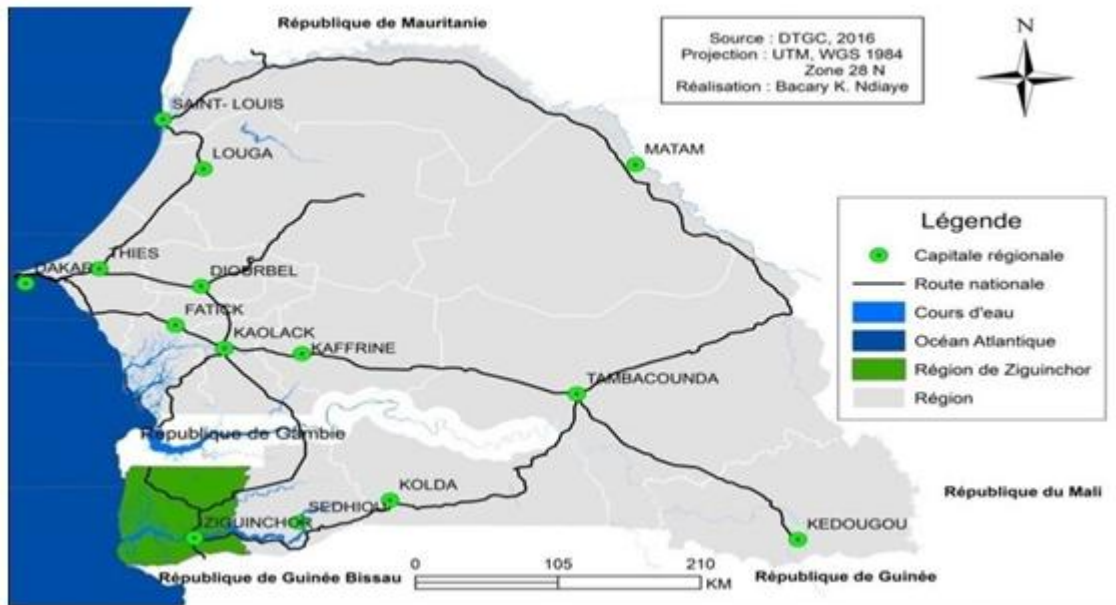 République de Mauritanie
Source : DTGC, 2016
Projection : UTM, WGS 1984
Zone 28 N
Réalisation : Bacary K. Ndiaye
N
SAINT- LOUIS
LOUGA
MATAM
Légende
Capitale régionale
Route nationale
Cours d'eau
Océan Atlantique
Région de Ziguinchor
Région
THIES
DAKAR
DIOURBEL
FATICK
KAOLACK
KAFFRINE
TAMBACOUNDA
République de Gambie
KOLDA
SEDHIOU
ZIGUINCHOR
République du Mali
KEDOUGOU
République de Guinée Bissau
0 105 210
KM
République de Guinée